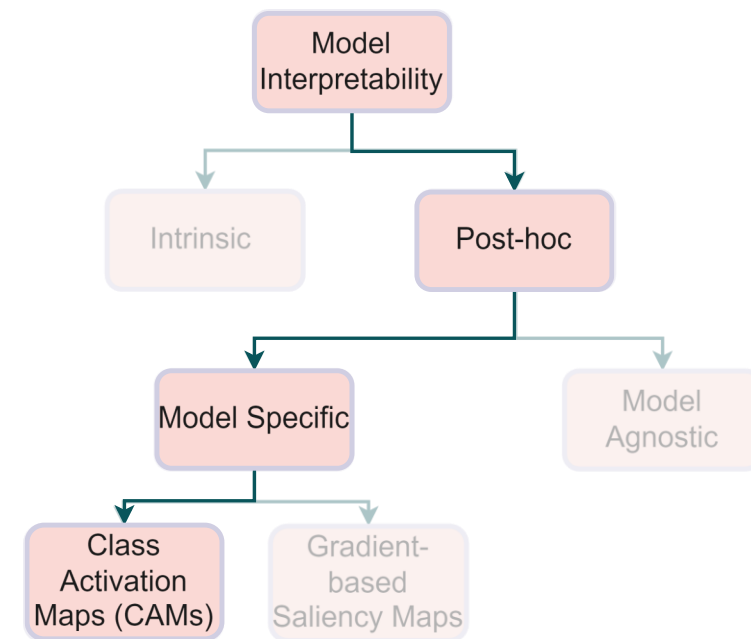 Model
Interpretability
Intrinsic
Post-hoc
Model Specific
Model
Agnostic
Class
Activation
Maps (CAMs)
Gradient-
based
Saliency Maps